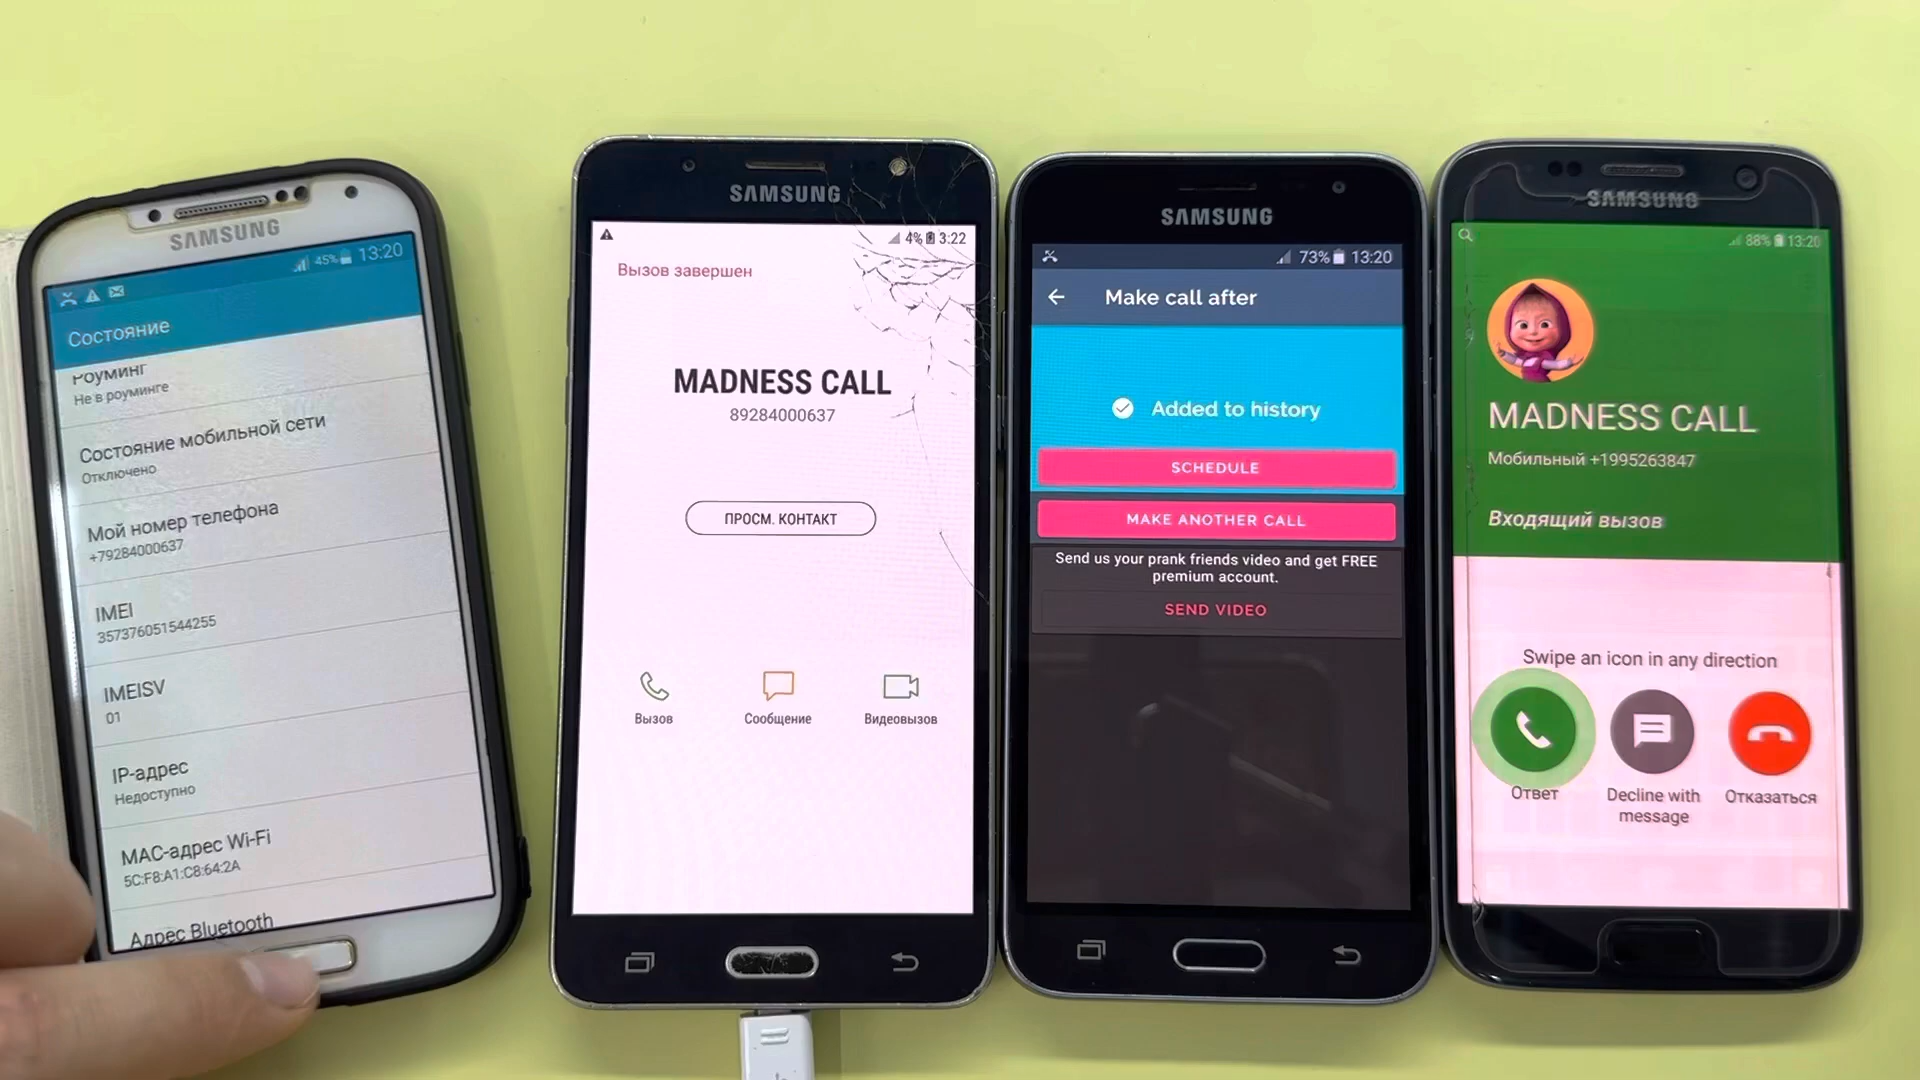 SAMSUNG
45% 13:20
Состояние
Роуминг
Не в роуминге
Состояние мобильной сети
Отключено
Мой номер телефона
+79284000637
IMEI
357376051544255
IMEISV
01
IP-адрес
Недоступно
MAC-адрес Wi-Fi
5C:F8:A1:C8:64:2A
Адрес Bluetooth
SAMSUNG
4% 3:22
Вызов завершен
MADNESS CALL
89284000637
ПРОСМ. КОНТАКТ
Вызов Сообщение Видеовызов
SAMSUNG
73% 13:20
Make call after
Added to history
SCHEDULE
MAKE ANOTHER CALL
Send us your prank friends video and get FREE
premium account.
SEND VIDEO
SAMSUNG
88% 13:20
MADNESS CALL
Мобильный +1995263847
Входящий вызов
Swipe an icon in any direction
Ответ Decline with Отказаться
message